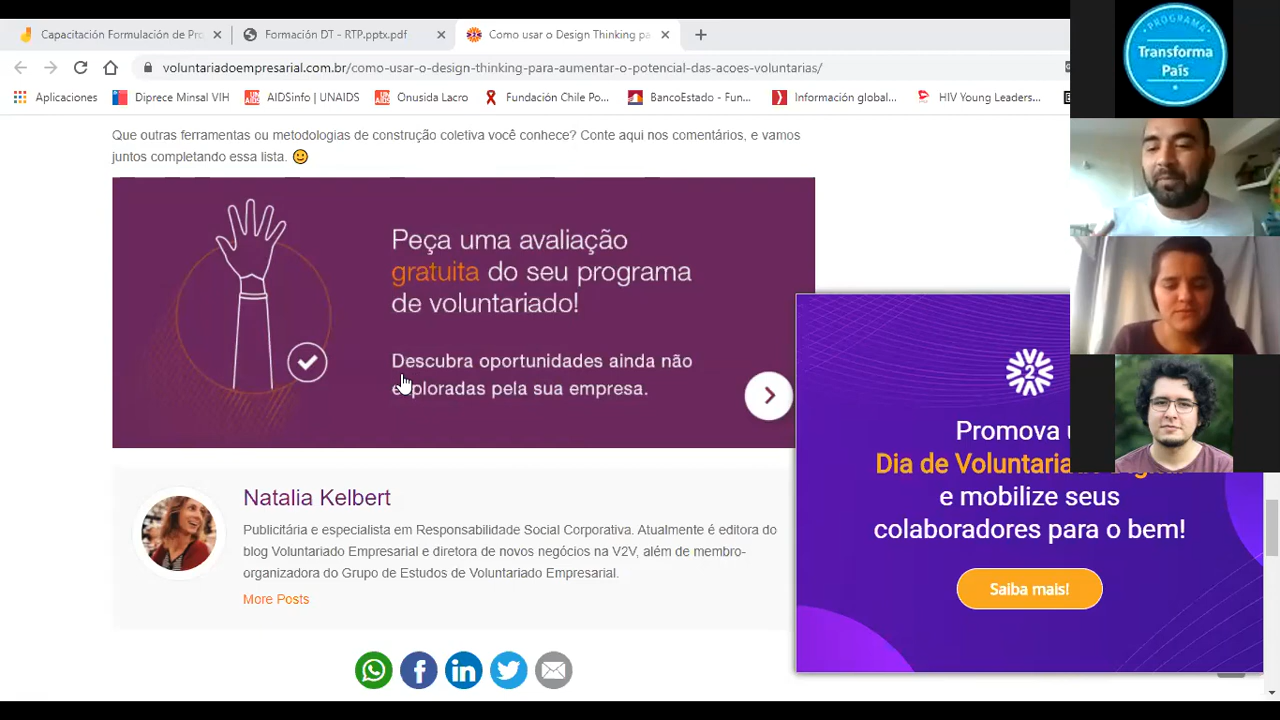 Capacitación Formulación de Pro
Formación DT - RTP.pptx.pdf
Como usar o Design Thinking pa
voluntariadoempresarial.com.br/como-usar-o-design-thinking-para-aumentar-o-potencial-das-acoes-voluntarias/
Aplicaciones
Diprece Minsal VIH
AIDSinfo | UNAIDS
Onusida Lacro
Fundación Chile Po...
BancoEstado - Fun...
Información global...
HIV Young Leaders...
Que outras ferramentas ou metodologias de construção coletiva você conhece? Conte aqui nos comentários, e vamos
juntos completando essa lista.
Peça uma avaliação
gratuita do seu programa
de voluntariado!
Descubra oportunidades ainda não
exploradas pela sua empresa.
Natalia Kelbert
Publicitária e especialista em Responsabilidade Social Corporativa. Atualmente é editora do
blog Voluntariado Empresarial e diretora de novos negócios na V2V, além de membro-
organizadora do Grupo de Estudos de Voluntariado Empresarial.
More Posts
2
Promova u
Dia de Voluntaria
e mobilize seus
colaboradores para o bem!
Saiba mais!
PROGRAMA
Transforma
País